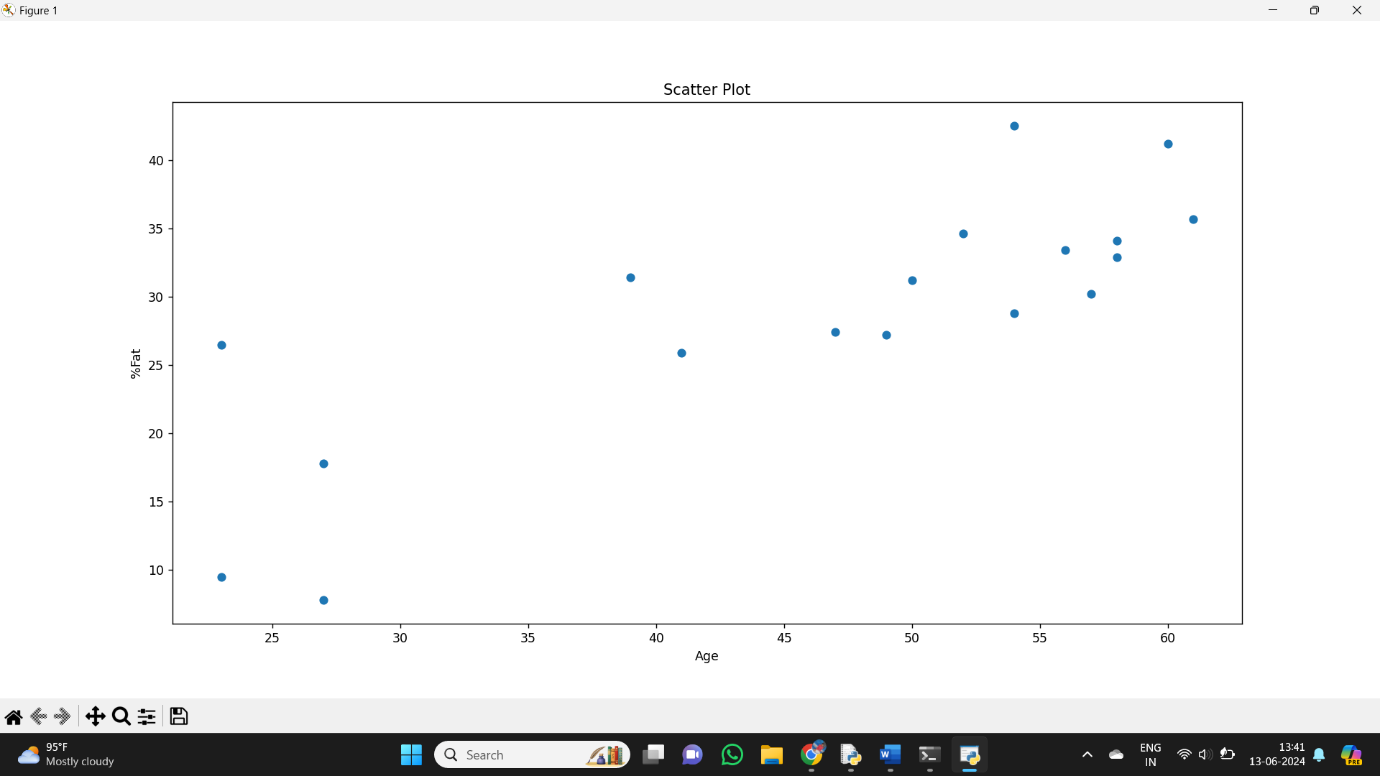 Figure 1
Scatter Plot
40
35
30
25
20
15
10
%Fat
25 30 35 40 45 50 55 60
Age
95°F
Mostly cloudy
Search
ENG
IN
13:41
13-06-2024
PRE